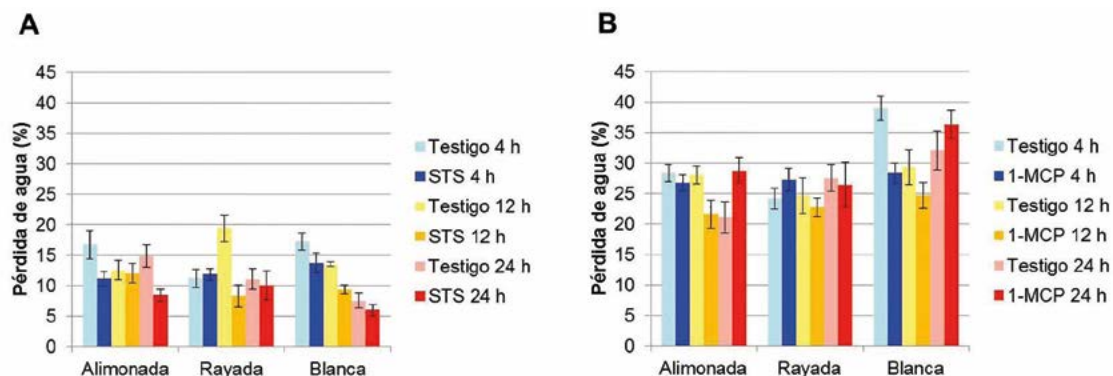 A
Pérdida de agua (%)
45
40
35
30
25
20
15
10
5
0
Alimonada Rayada Blanca
Testigo 4 h
STS 4 h
Testigo 12 h
STS 12 h
Testigo 24 h
STS 24 h
B
Pérdida de agua (%)
45
40
35
30
25
20
15
10
5
0
Alimonada Rayada Blanca
Testigo 4 h
1-MCP 4 h
Testigo 12 h
1-MCP 12 h
Testigo 24 h
1-MCP 24 h